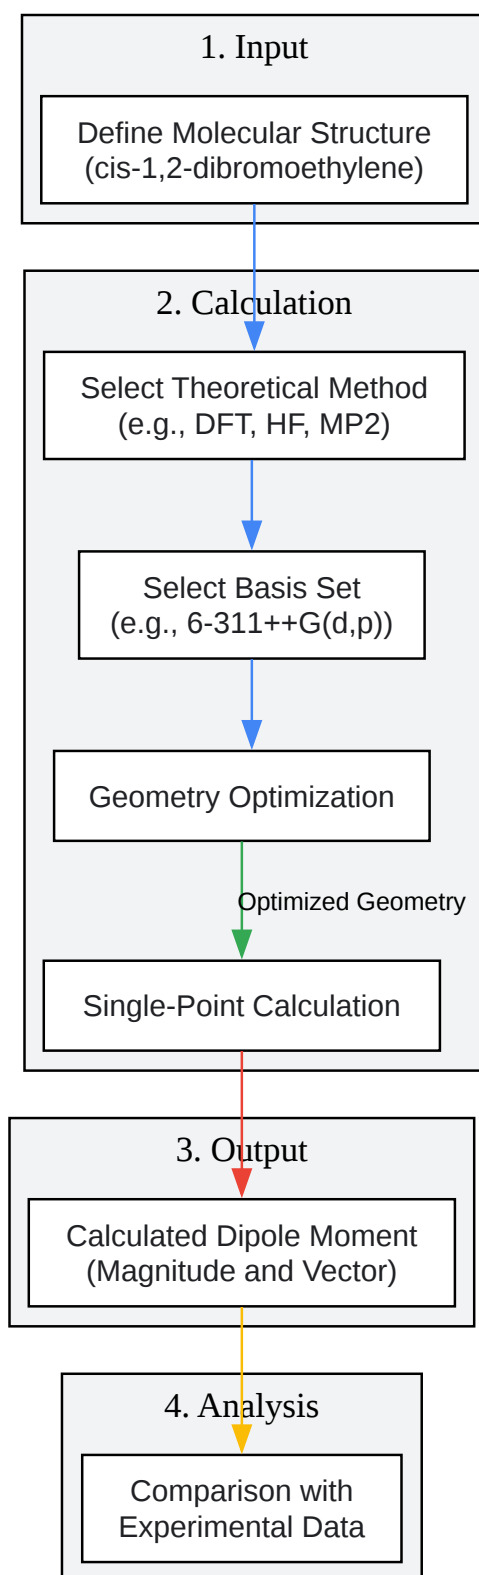 1. Input
Define Molecular Structure
(cis-1,2-dibromoethylene)
2. Calculation
Select Theoretical Method
(e.g., DFT, HF, MP2)
Select Basis Set
(e.g., 6-311++G(d,p))
Geometry Optimization
Optimized Geometry
Single-Point Calculation
3. Output
Calculated Dipole Moment
(Magnitude and Vector)
4. Analysis
Comparison with
Experimental Data